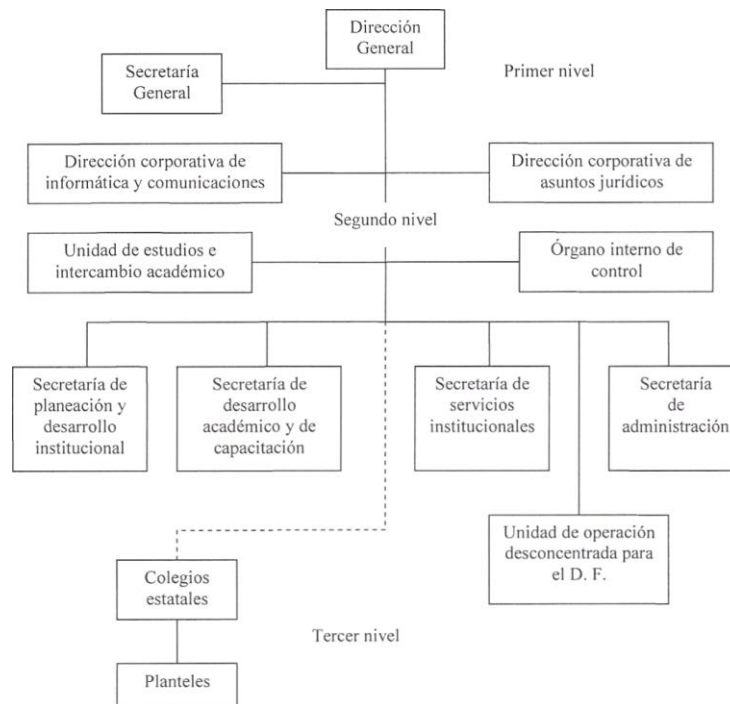 Dirección
General
Secretaría
General
Primer nivel
Dirección corporativa de
informática y comunicaciones
Dirección corporativa de
asuntos jurídicos
Segundo nivel
Unidad de estudios e
intercambio académico
Órgano interno de
control
Secretaría de
planeación y
desarrollo
institucional
Secretaría de
desarrollo
académico y de
capacitación
Secretaría de
servicios
institucionales
Secretaría
de
administración
Unidad de operación
desconcentrada para
el D. F.
Colegios
estatales
Tercer nivel
Planteles